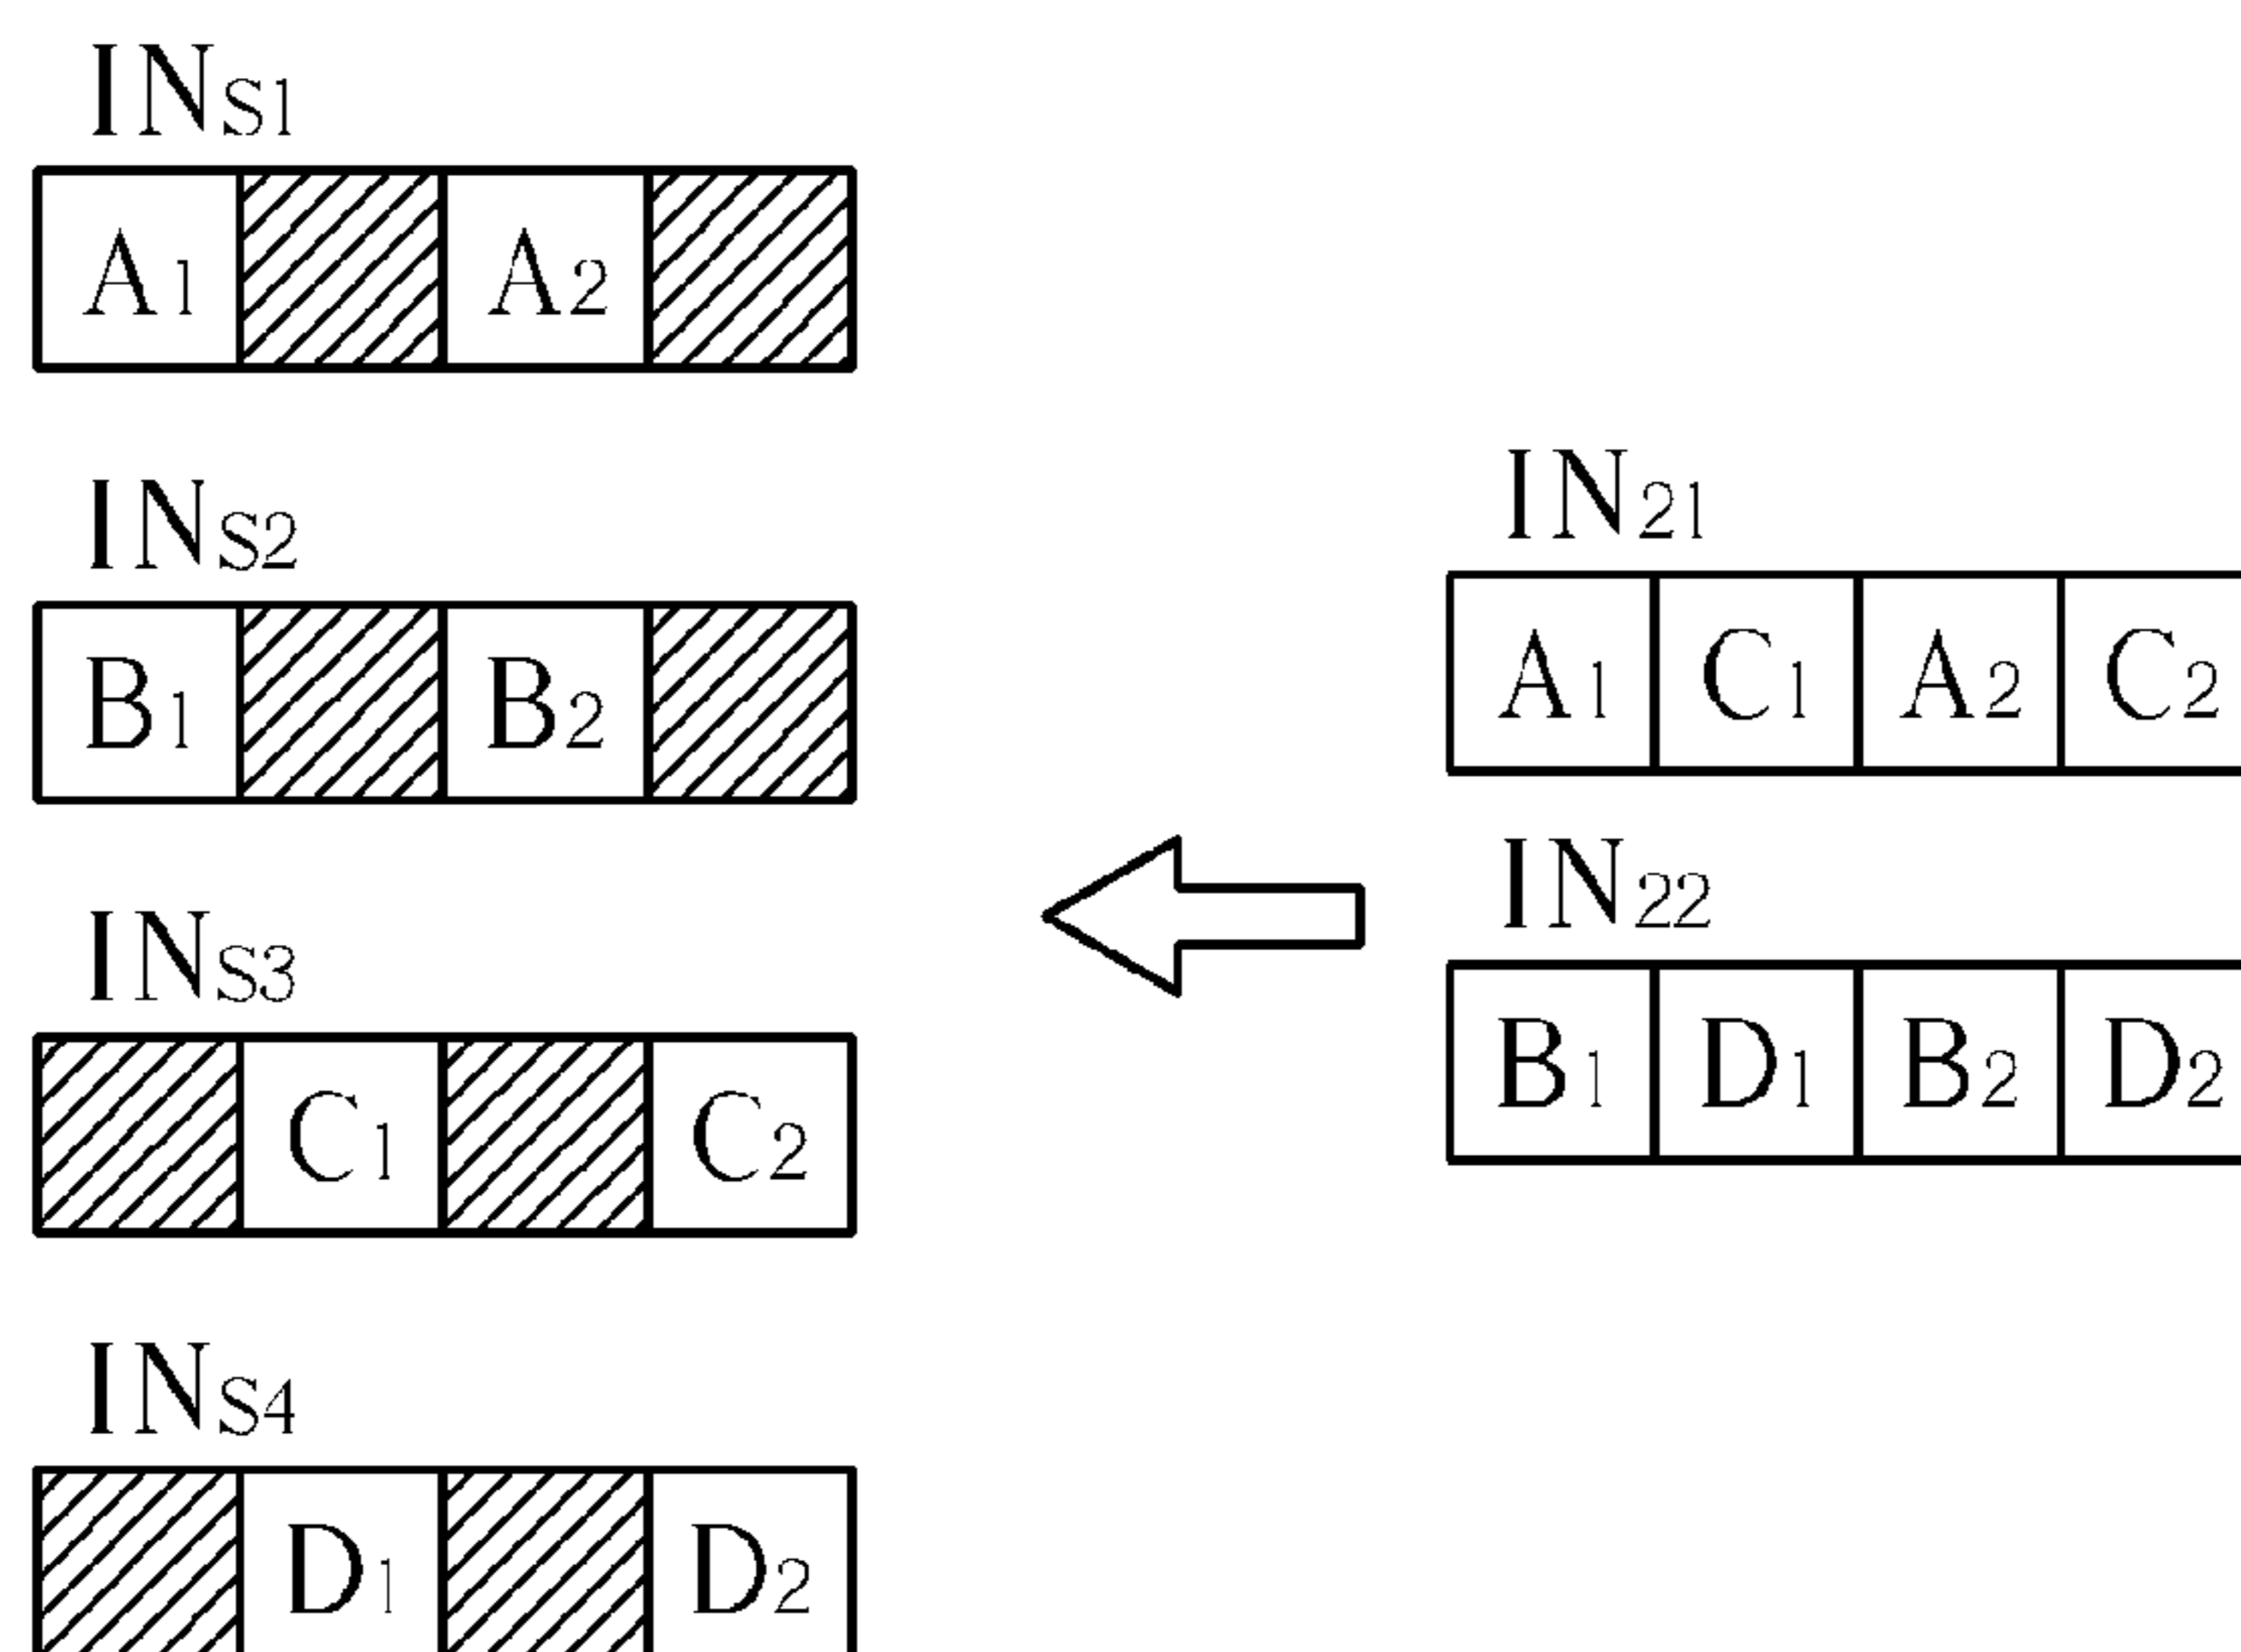 INS1
A1 A2
INS2
B1 B2
INS3
C1 C2
INS4
D1 D2
IN21
A1 C1 A2 C2
IN22
B1 D1 B2 D2